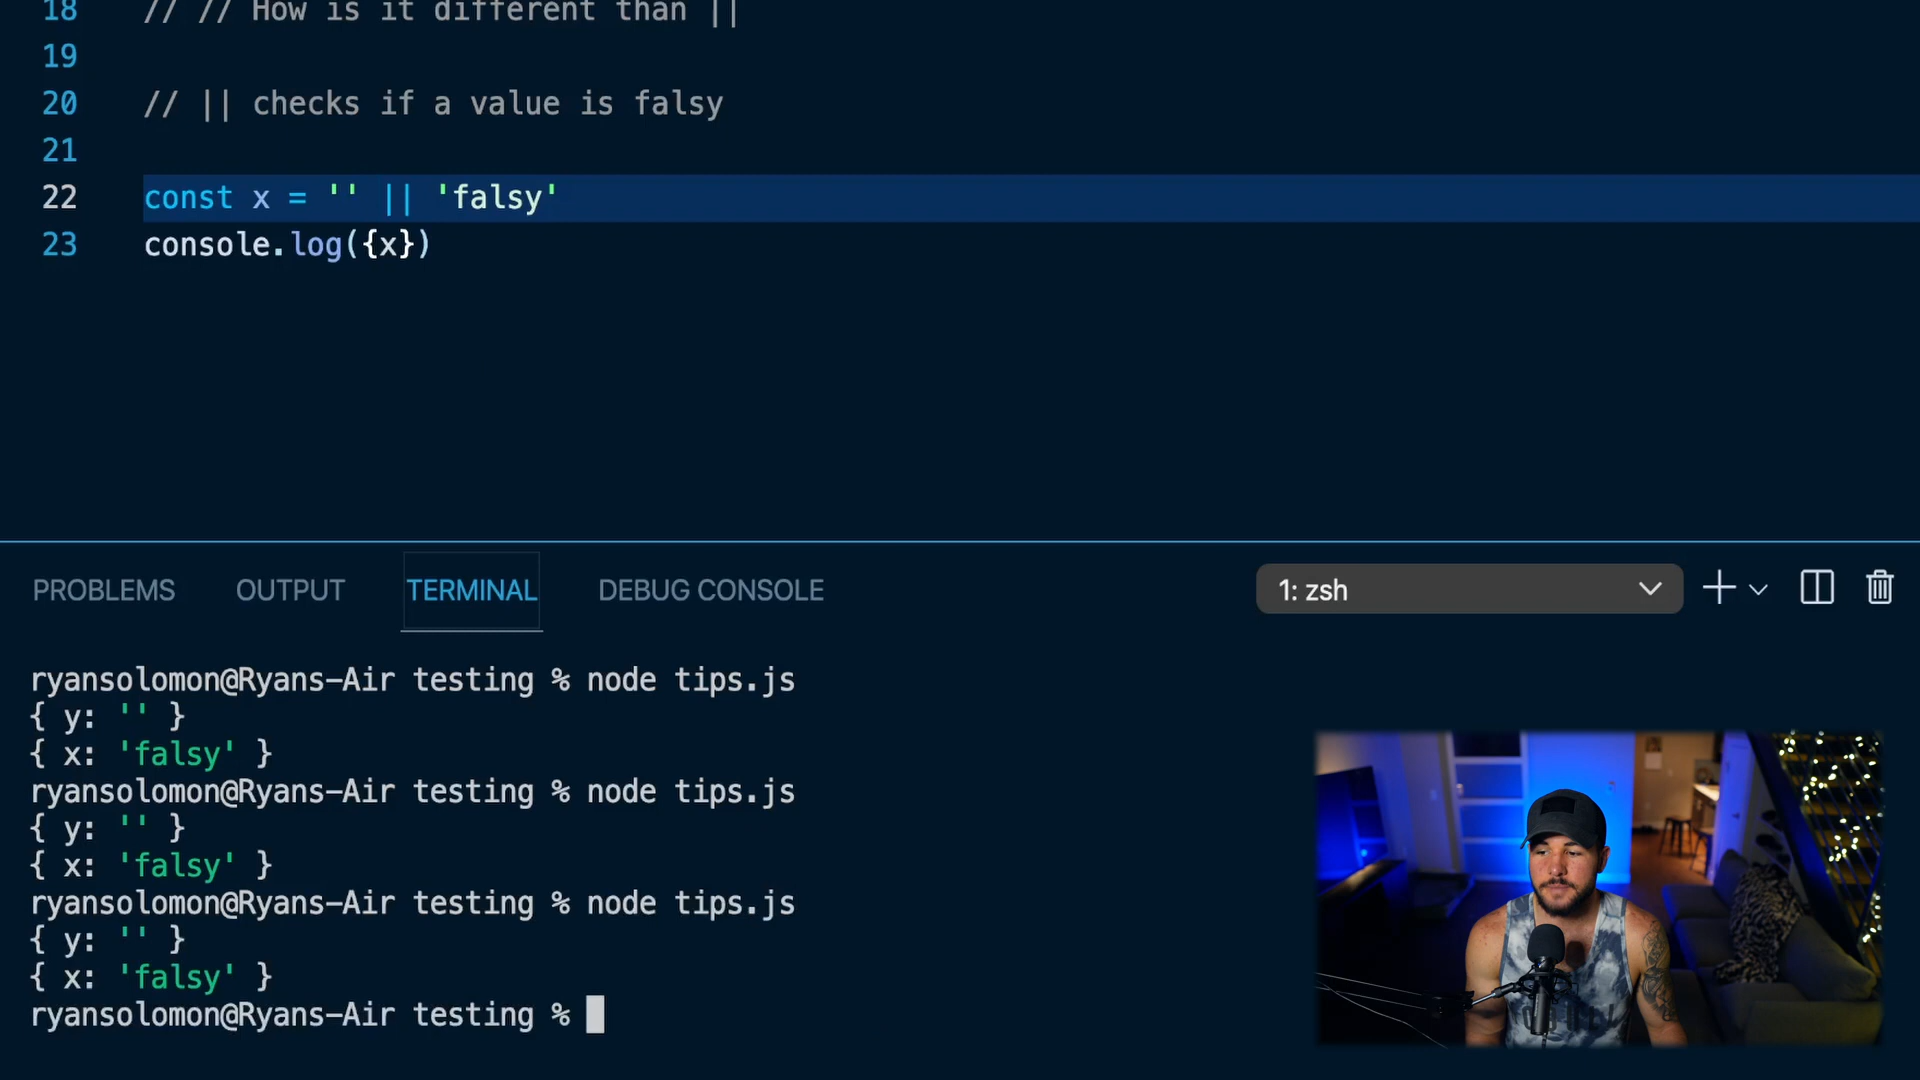 18 // // How is it different than ||
19
20 // || checks if a value is falsy
21
22 const x = '' || 'falsy'
23 console.log({x})
PROBLEMS OUTPUT TERMINAL DEBUG CONSOLE 1: zsh
ryansolomon@Ryans-Air testing % node tips.js
{ y: '' }
{ x: 'falsy' }
ryansolomon@Ryans-Air testing % node tips.js
{ y: '' }
{ x: 'falsy' }
ryansolomon@Ryans-Air testing % node tips.js
{ y: '' }
{ x: 'falsy' }
ryansolomon@Ryans-Air testing %